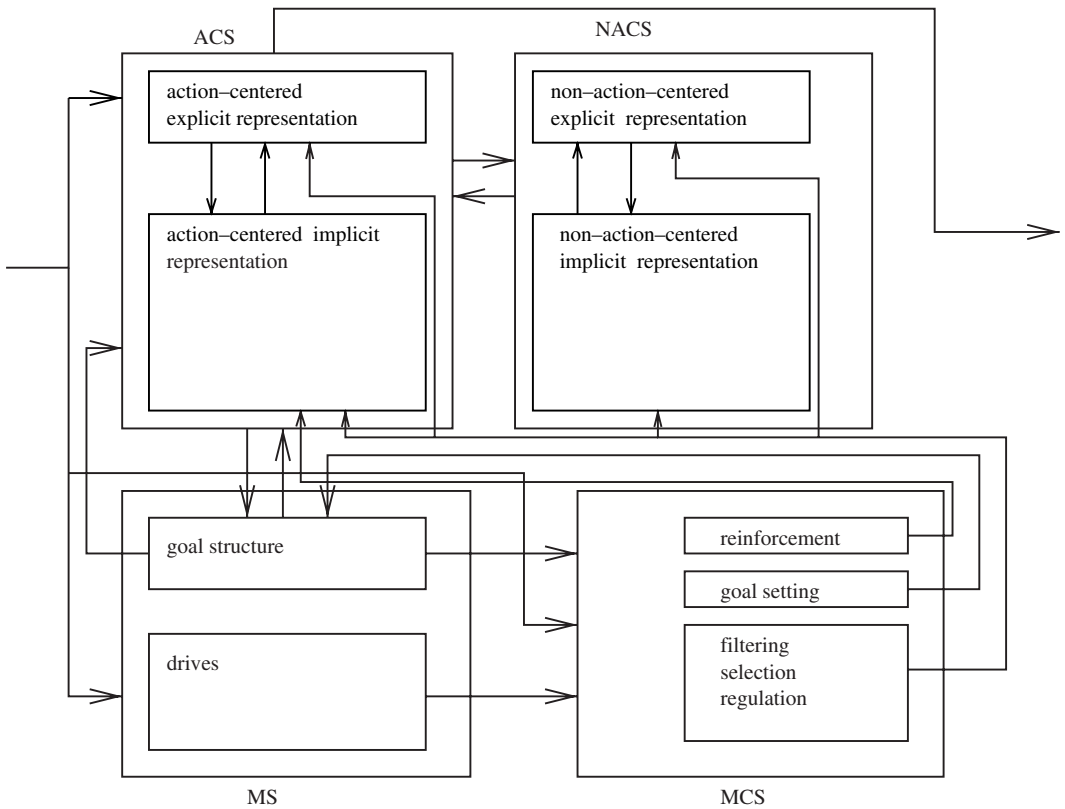 ACS
NACS
action–centered
explicit representation
non–action–centered
explicit representation
action–centered implicit
representation
non–action–centered
implicit representation
goal structure
drives
reinforcement
goal setting
filtering
selection
regulation
MS
MCS